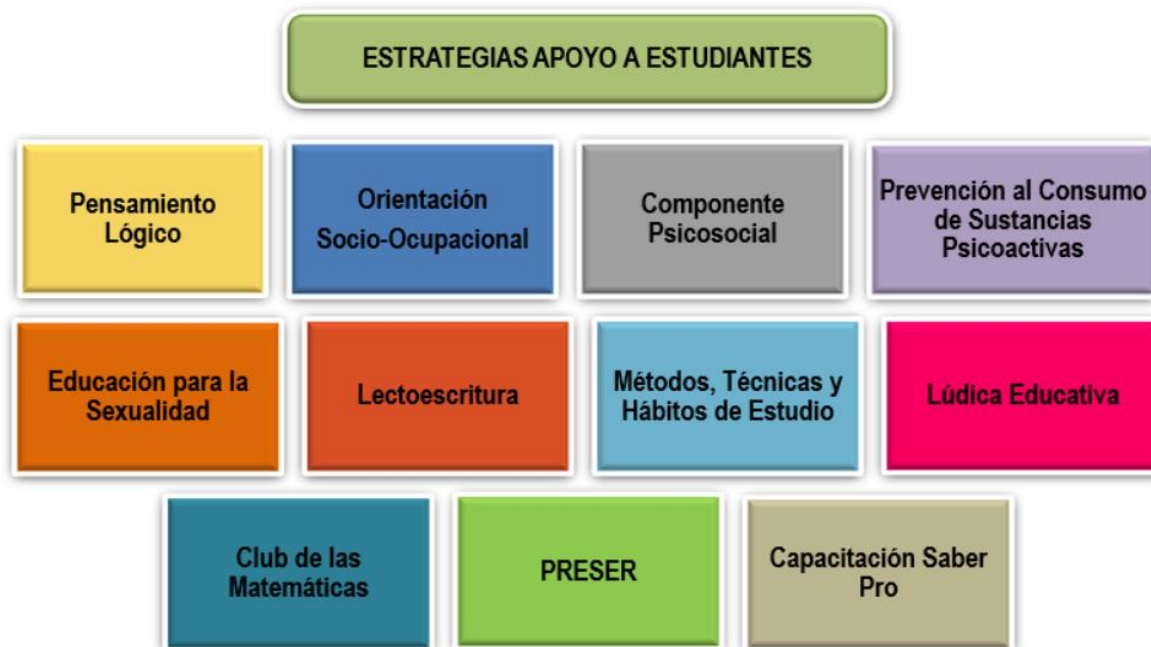 ESTRATEGIAS APOYO A ESTUDIANTES
Pensamiento
Lógico
Orientación
Socio-Ocupacional
Componente
Psicosocial
Prevención al Consumo
de Sustancias
Psicoactivas
Educación para la
Sexualidad
Lectoescritura
Métodos, Técnicas y
Hábitos de Estudio
Lúdica Educativa
Club de las
Matemáticas
PRESER
Capacitación Saber
Pro